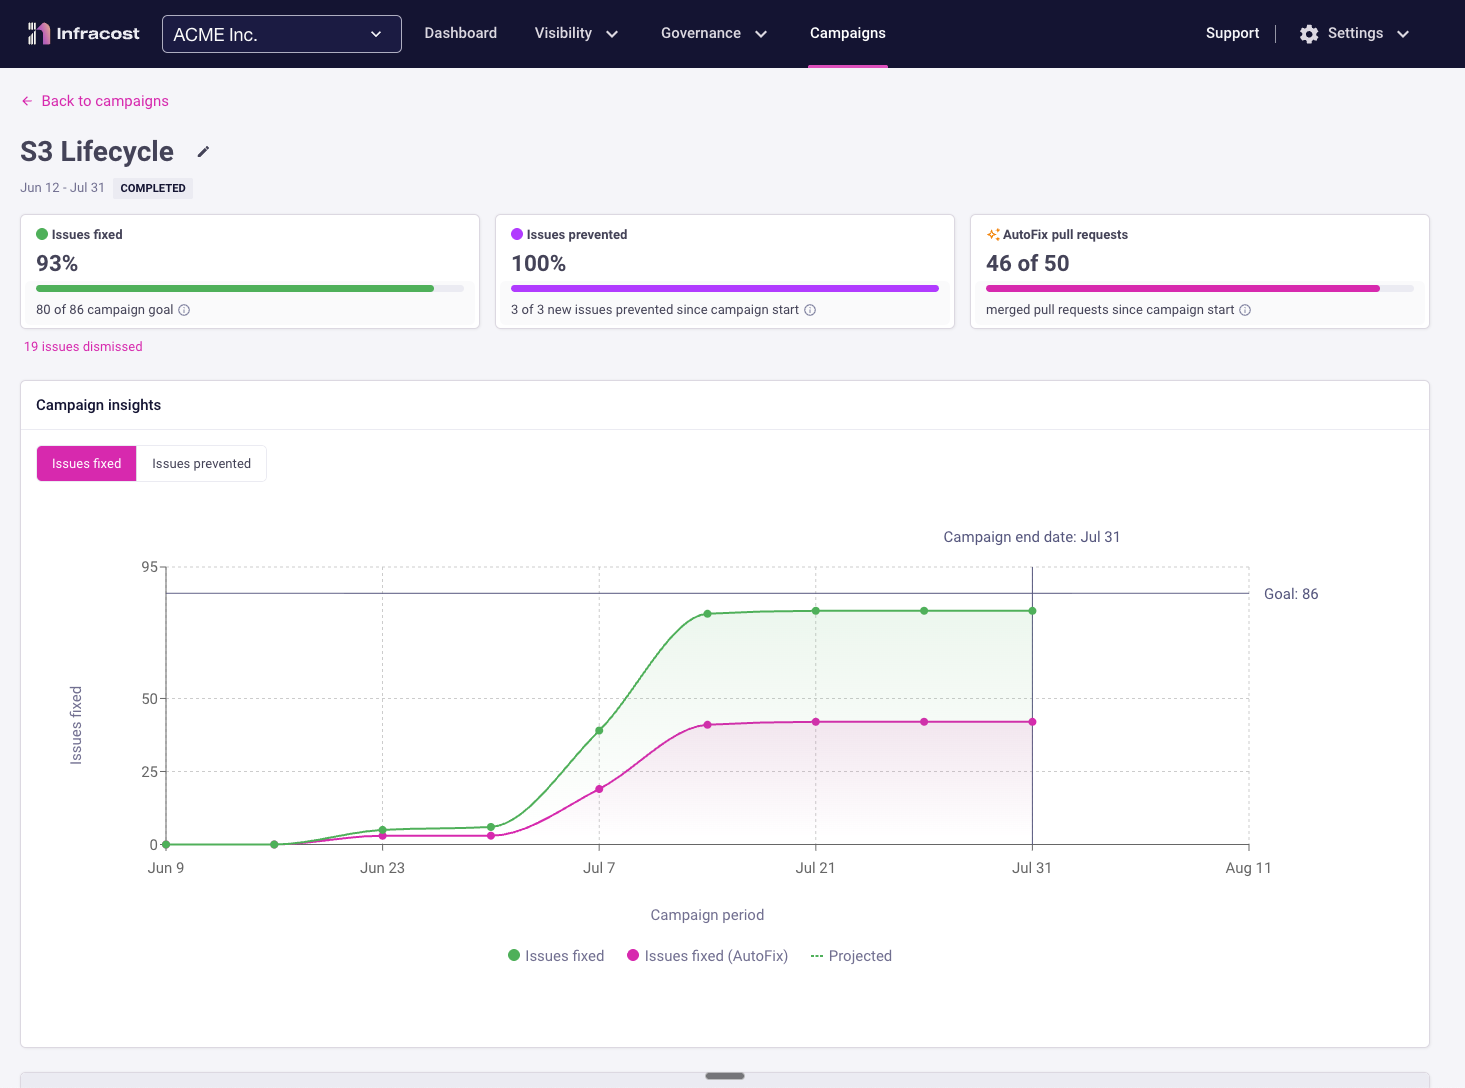 Infracost
ACME Inc.
Dashboard
Visibility
Governance
Campaigns
Support
Settings
Back to campaigns
S3 Lifecycle
Jun 12 - Jul 31 COMPLETED
Issues fixed
93%
80 of 86 campaign goal
Issues prevented
100%
3 of 3 new issues prevented since campaign start
AutoFix pull requests
46 of 50
merged pull requests since campaign start
19 issues dismissed
Campaign insights
Issues fixed
Issues prevented
Campaign end date: Jul 31
95
Goal: 86
50
25
0
Issues fixed
Jun 9
Jun 23
Jul 7
Jul 21
Jul 31
Aug 11
Campaign period
Issues fixed
Issues fixed (AutoFix)
Projected